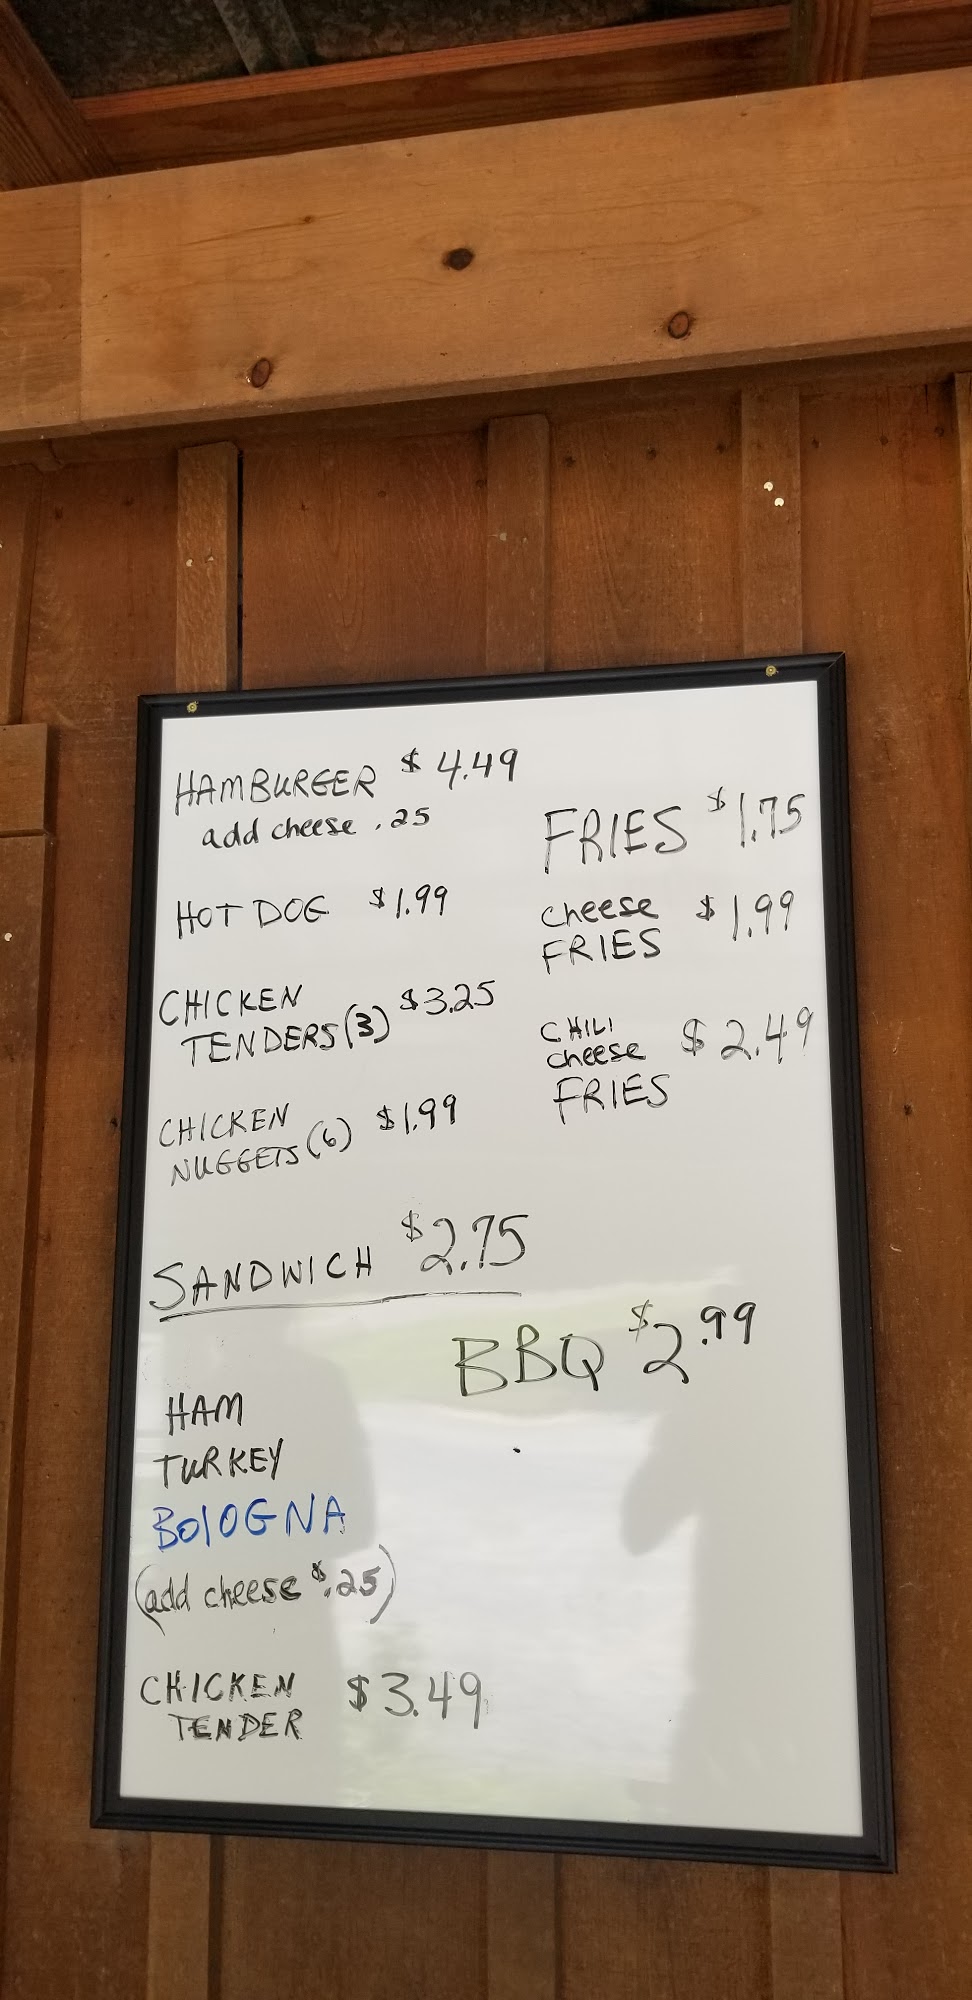 HAMBURGER $4.49
add cheese .25
HOT DOG $1.99
CHICKEN
TENDERS (3) $3.25
CHICKEN
NUGGETS (6) $1.99
FRIES $1.75
cheese
FRIES $1.99
CHILI
cheese $2.49
FRIES
SANDWICH $2.75
BBQ $2.99
HAM
TURKEY
BOlOGNA
(add cheese $.25)
CHICKEN $3.49
TENDER